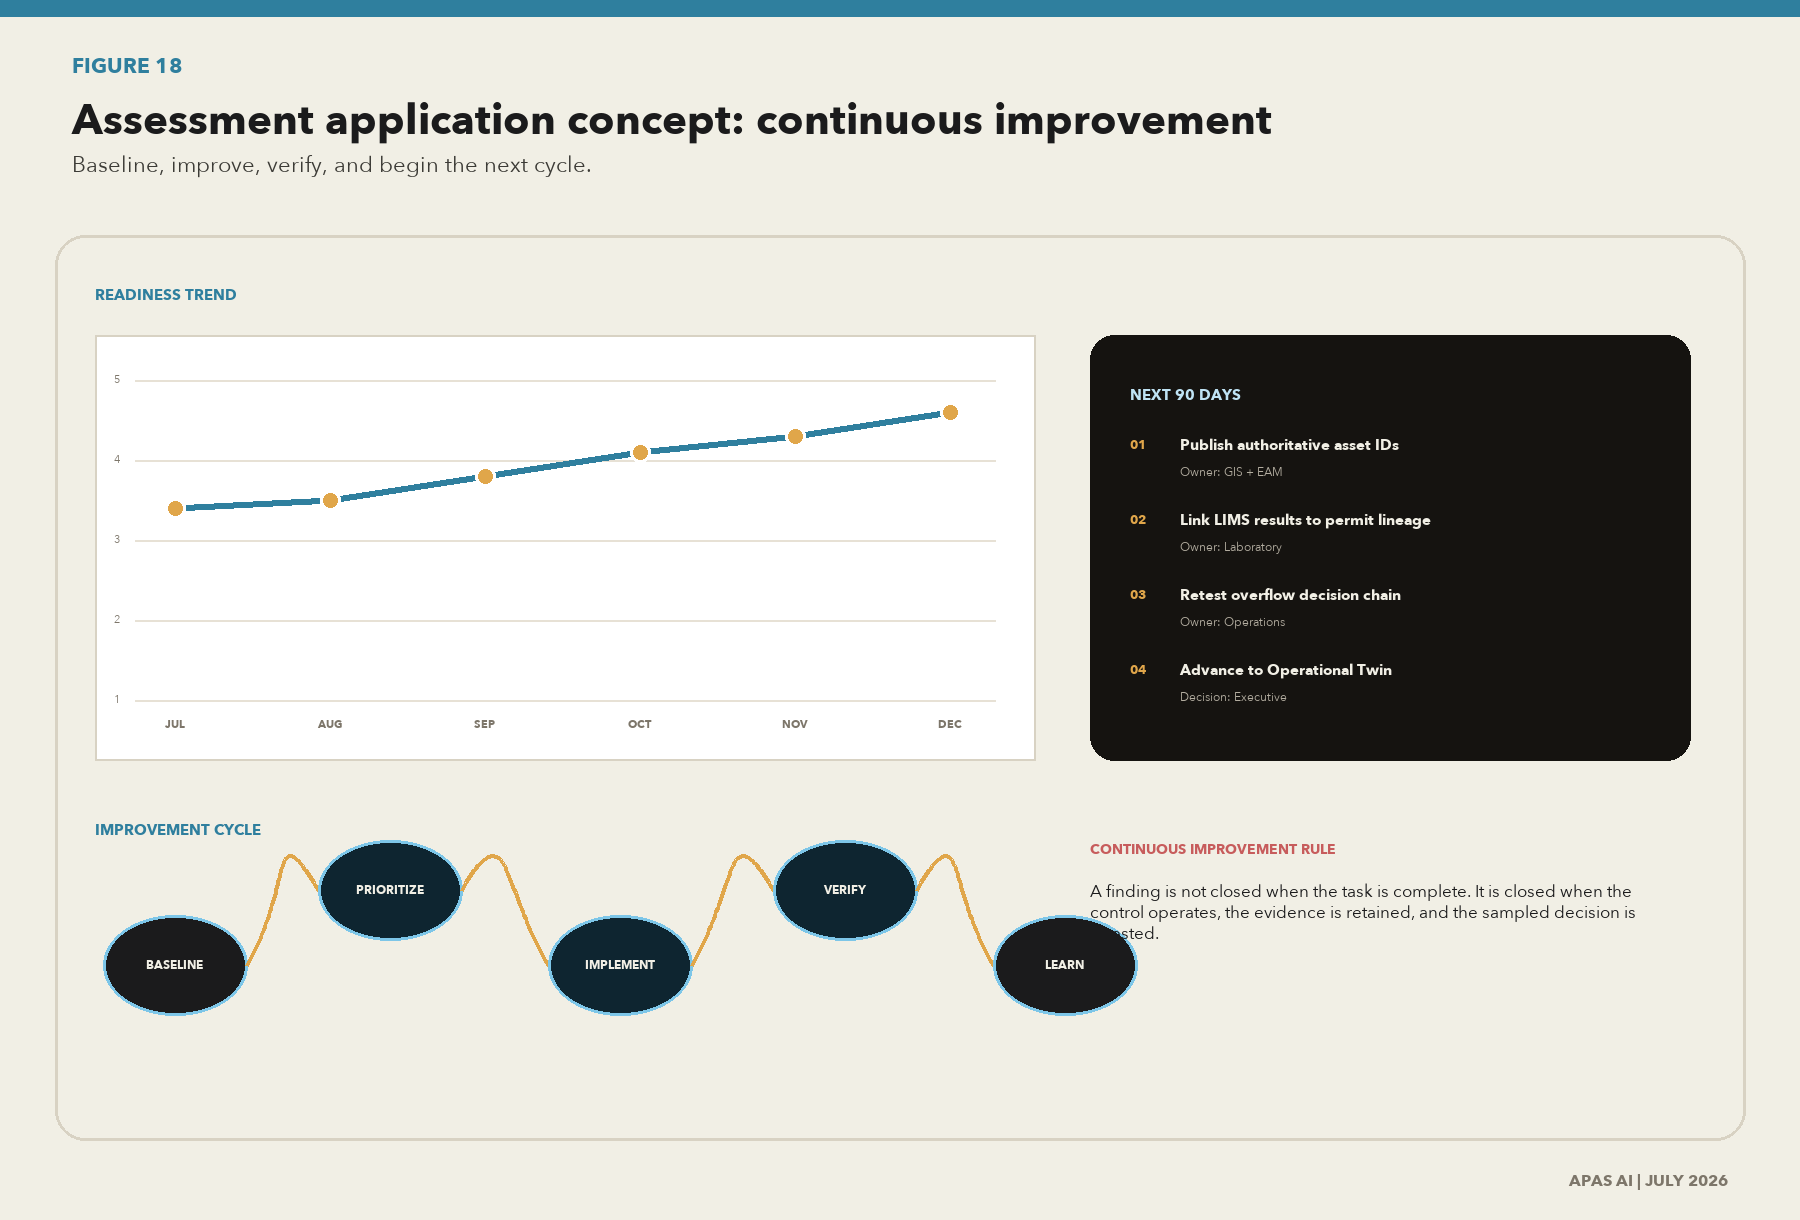 FIGURE 18
Assessment application concept: continuous improvement
Baseline, improve, verify, and begin the next cycle.
READINESS TREND
5
4
3
2
1
JUL AUG SEP OCT NOV DEC
NEXT 90 DAYS
01 Publish authoritative asset IDs
Owner: GIS + EAM
02 Link LIMS results to permit lineage
Owner: Laboratory
03 Retest overflow decision chain
Owner: Operations
04 Advance to Operational Twin
Decision: Executive
IMPROVEMENT CYCLE
BASELINE
PRIORITIZE
IMPLEMENT
VERIFY
LEARN
CONTINUOUS IMPROVEMENT RULE
A finding is not closed when the task is complete. It is closed when the
control operates, the evidence is retained, and the sampled decision is
APAS AI | JULY 2026